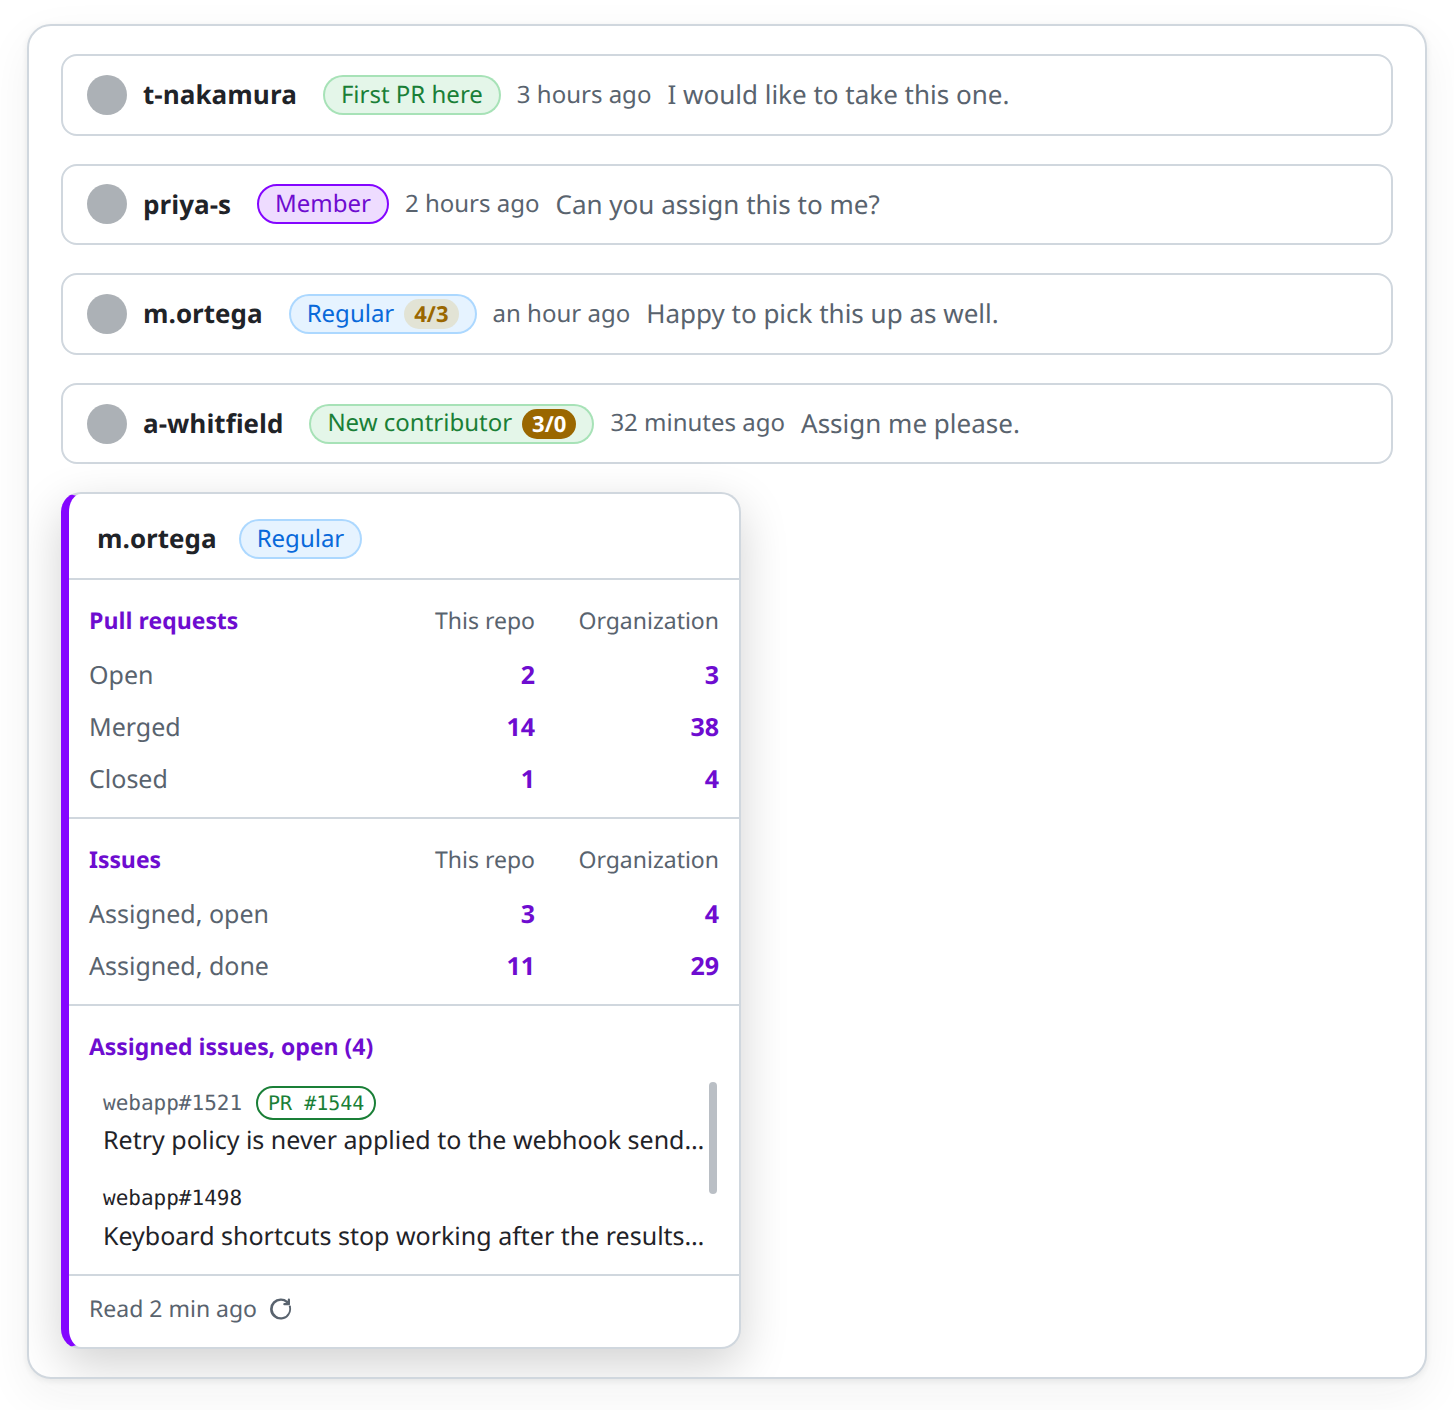 t-nakamura First PR here 3 hours ago I would like to take this one.
priya-s Member 2 hours ago Can you assign this to me?
m.ortega Regular 4/3 an hour ago Happy to pick this up as well.
a-whitfield New contributor 3/0 32 minutes ago Assign me please.
m.ortega Regular
Pull requests This repo Organization
Open 2 3
Merged 14 38
Closed 1 4
Issues This repo Organization
Assigned, open 3 4
Assigned, done 11 29
Assigned issues, open (4)
webapp#1521 PR #1544
Retry policy is never applied to the webhook send...
webapp#1498
Keyboard shortcuts stop working after the results...
Read 2 min ago